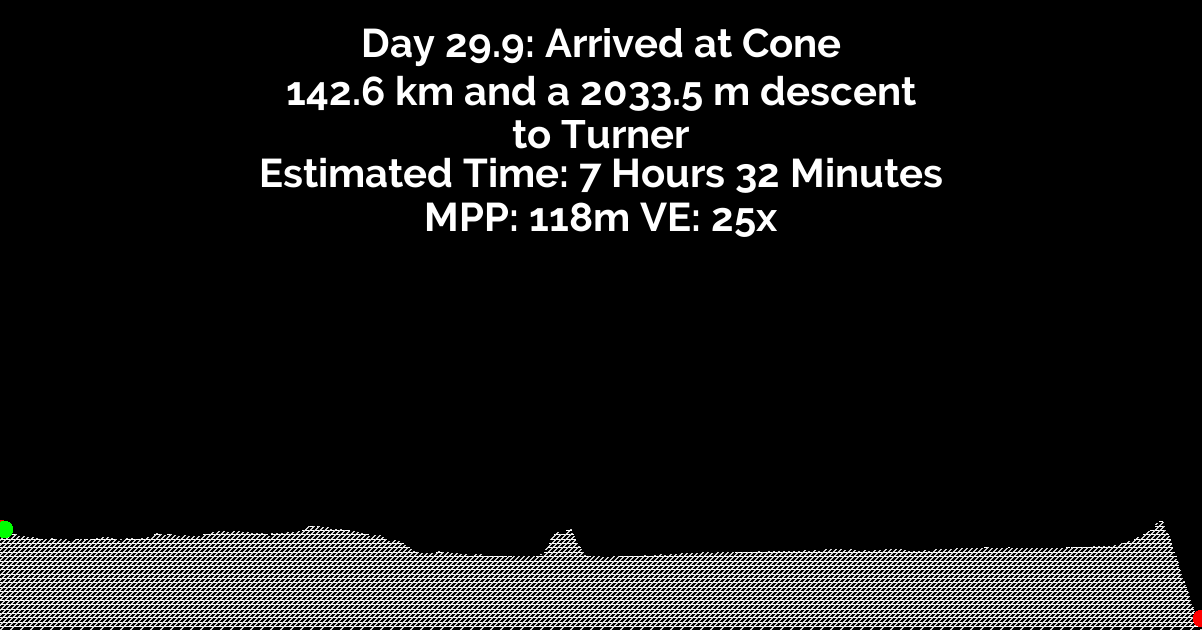 Day 29.9: Arrived at Cone
142.6 km and a 2033.5 m descent
to Turner
Estimated Time: 7 Hours 32 Minutes
MPP: 118m VE: 25x